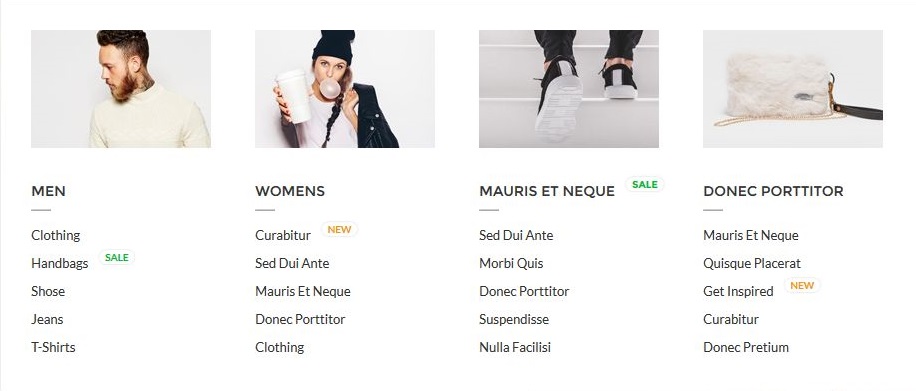 MEN
Clothing
Handbags SALE
Shose
Jeans
T-Shirts
WOMENS
Curabitur NEW
Sed Dui Ante
Mauris Et Neque
Donec Porttitor
Clothing
MAURIS ET NEQUE SALE
Sed Dui Ante
Morbi Quis
Donec Porttitor
Suspendisse
Nulla Facilisi
DONEC PORTTITOR
Mauris Et Neque
Quisque Placerat
Get Inspired NEW
Curabitur
Donec Pretium